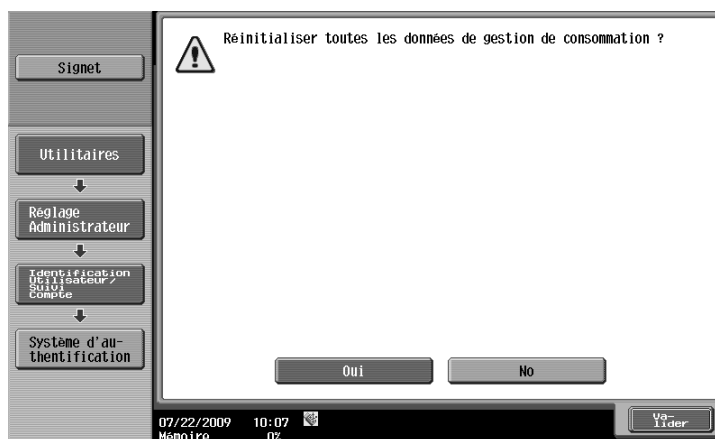 Réinitialiser toutes les données de gestion de consommation ?
Signet
Utilitaires
Réglage
Administrateur
Identification
Utilisateur/
Suivi
Compte
Système d'au-
thentification
Oui
No
07/22/2009 10:07
Mémoire 0%
Va-
lider